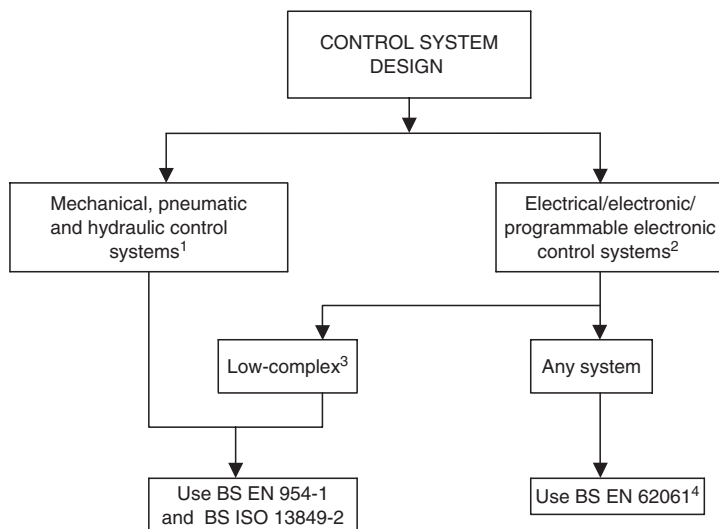 CONTROL SYSTEM
DESIGN
Mechanical, pneumatic
and hydraulic control
systems¹
Electrical/electronic/
programmable electronic
control systems²
Low-complex³
Any system
Use BS EN 954-1
and BS ISO 13849-2
Use BS EN 62061⁴